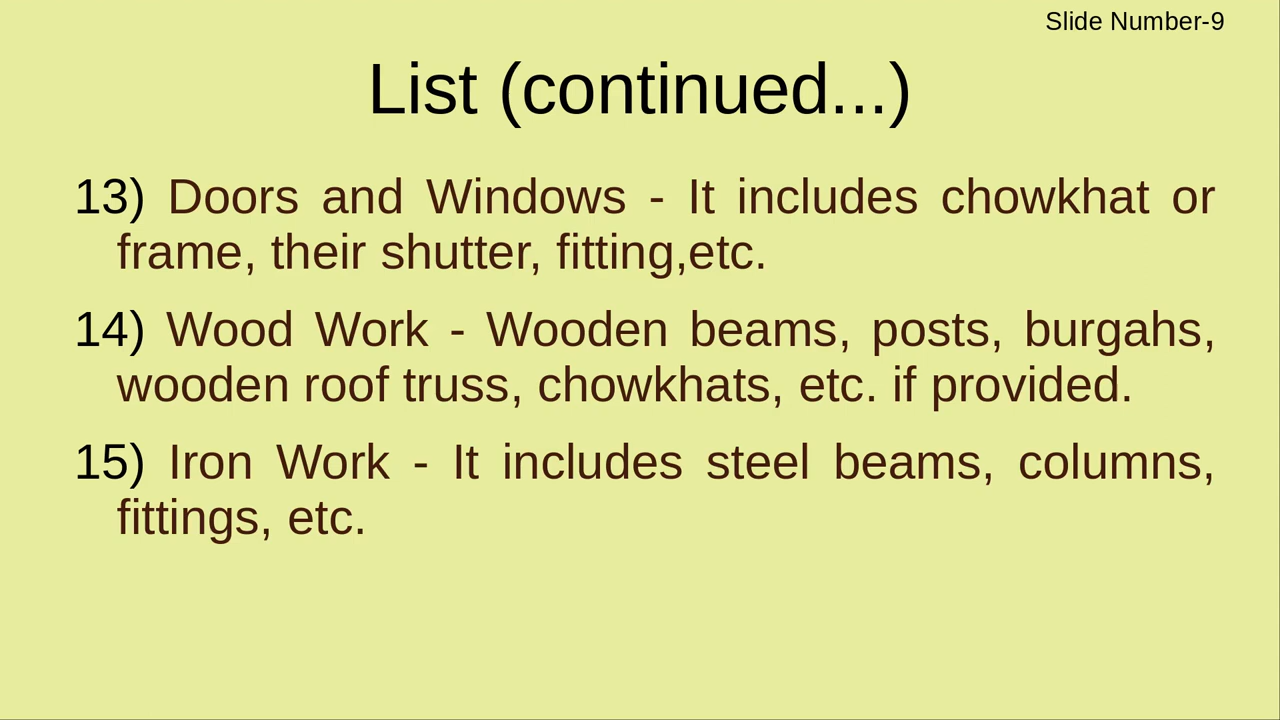 Slide Number-9
List (continued...)
13) Doors and Windows - It includes chowkhat or
frame, their shutter, fitting,etc.
14) Wood Work - Wooden beams, posts, burgahs,
wooden roof truss, chowkhats, etc. if provided.
15) Iron Work - It includes steel beams, columns,
fittings, etc.